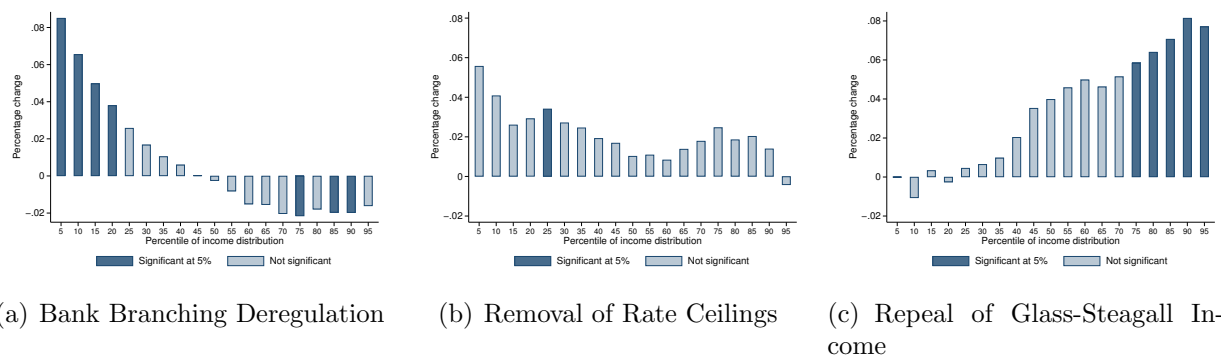 .08
.06
.04
.02
0
−.02
Percentage change
5 10 15 20 25 30 35 40 45 50 55 60 65 70 75 80 85 90 95
Percentile of income distribution
Significant at 5% Not significant
(a) Bank Branching Deregulation
.08
.06
.04
.02
0
−.02
Percentage change
5 10 15 20 25 30 35 40 45 50 55 60 65 70 75 80 85 90 95
Percentile of income distribution
Significant at 5% Not significant
(b) Removal of Rate Ceilings
.08
.06
.04
.02
0
−.02
Percentage change
5 10 15 20 25 30 35 40 45 50 55 60 65 70 75 80 85 90 95
Percentile of income distribution
Significant at 5% Not significant
(c) Repeal of Glass-Steagall In-
come